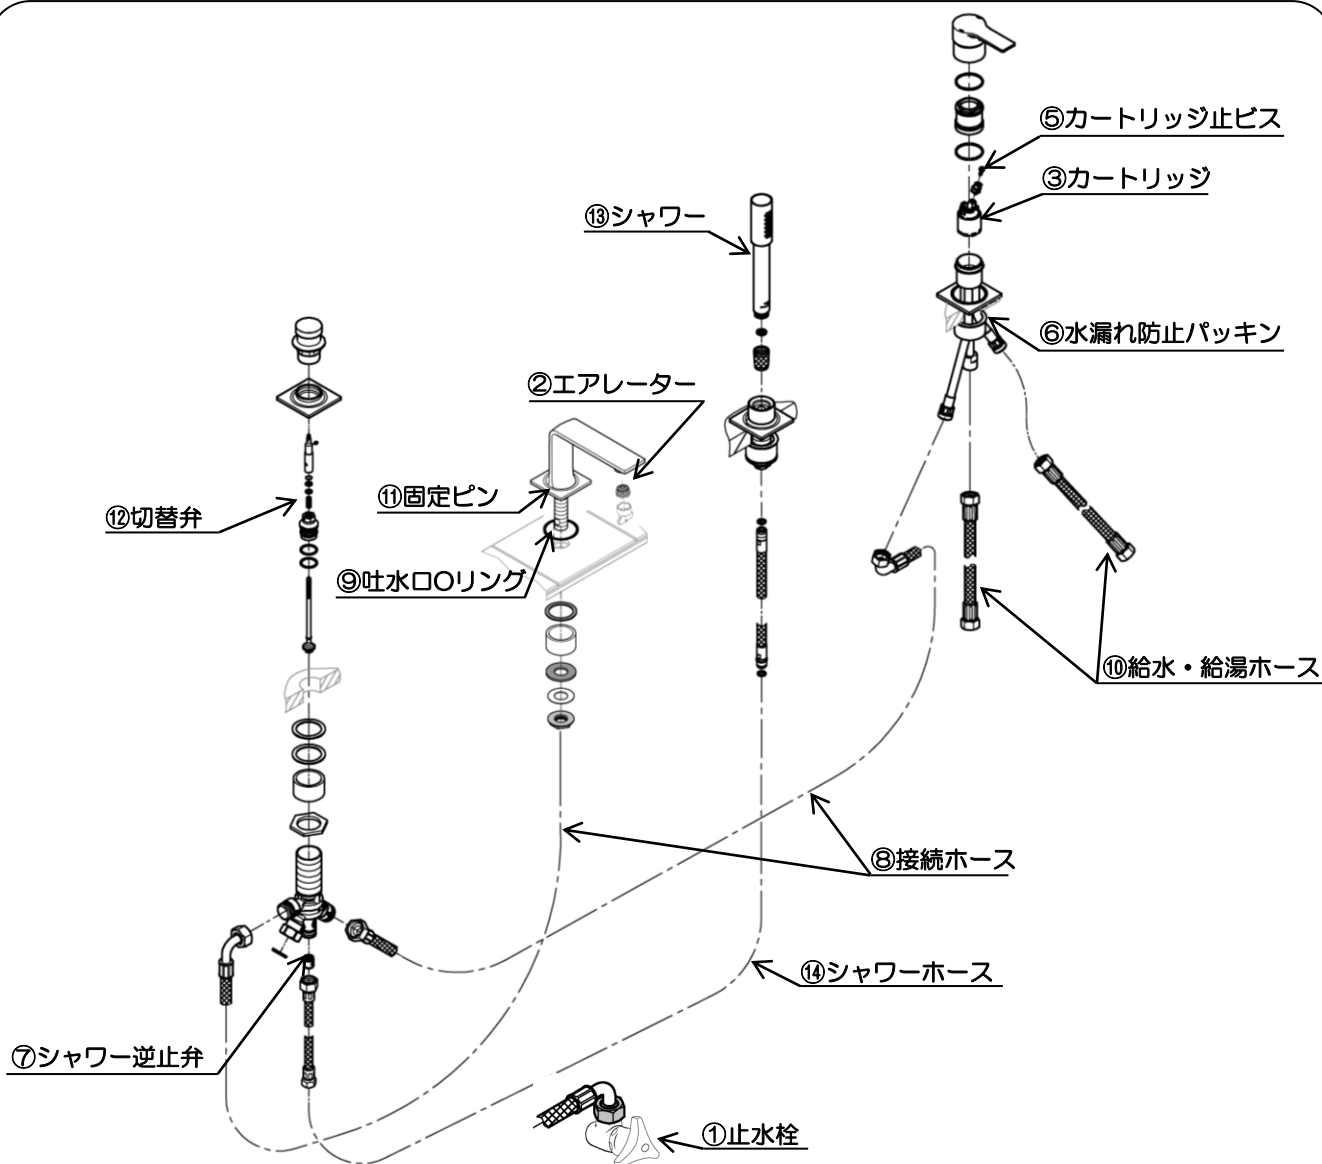 ⑤カートリッジ止ビス
③カートリッジ
⑬シャワー
⑥水漏れ防止パッキン
②エアレーター
⑪固定ピン
⑫切替弁
⑨吐水口Oリング
⑩給水・給湯ホース
⑧接続ホース
⑭シャワーホース
⑦シャワー逆止弁
①止水栓